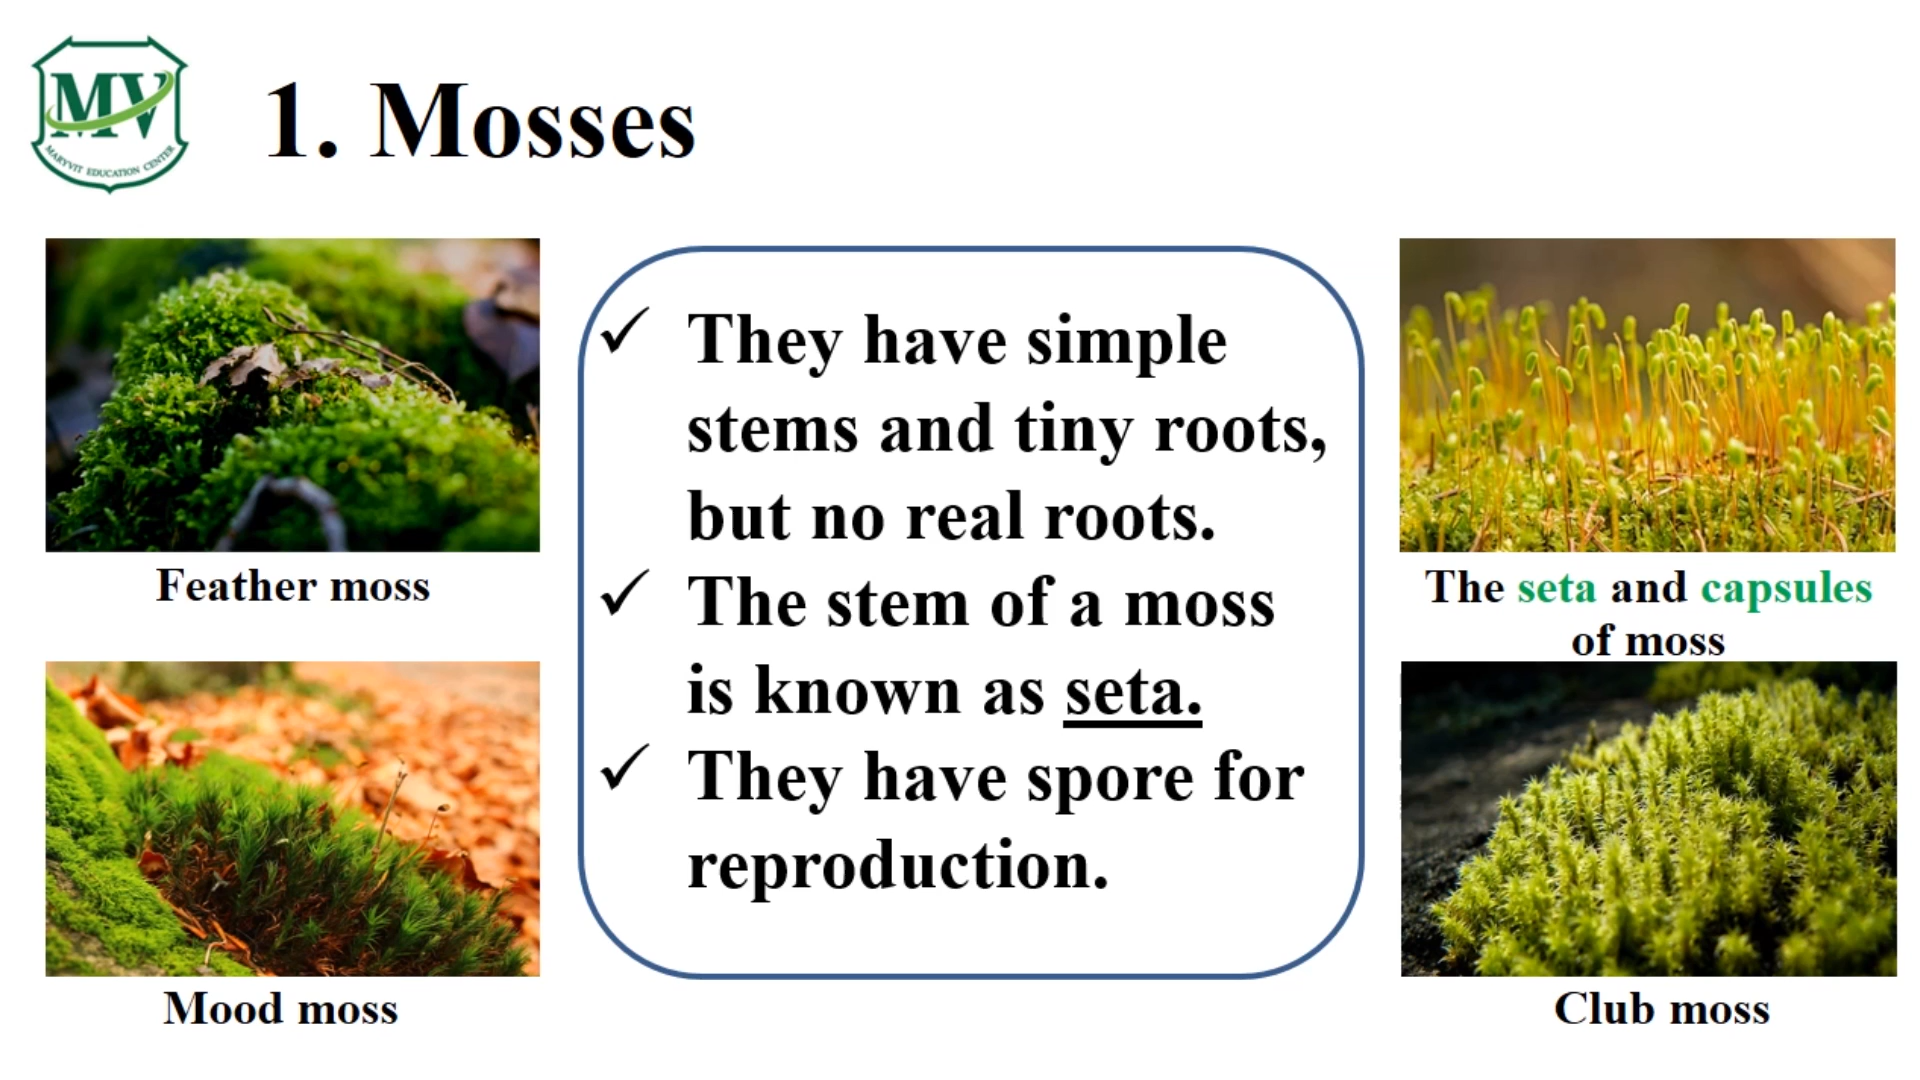 MV
MARYVIT EDUCATION CENTER
1. Mosses
Feather moss
Mood moss
✓ They have simple
stems and tiny roots,
but no real roots.
✓ The stem of a moss
is known as seta.
✓ They have spore for
reproduction.
The seta and capsules
of moss
Club moss